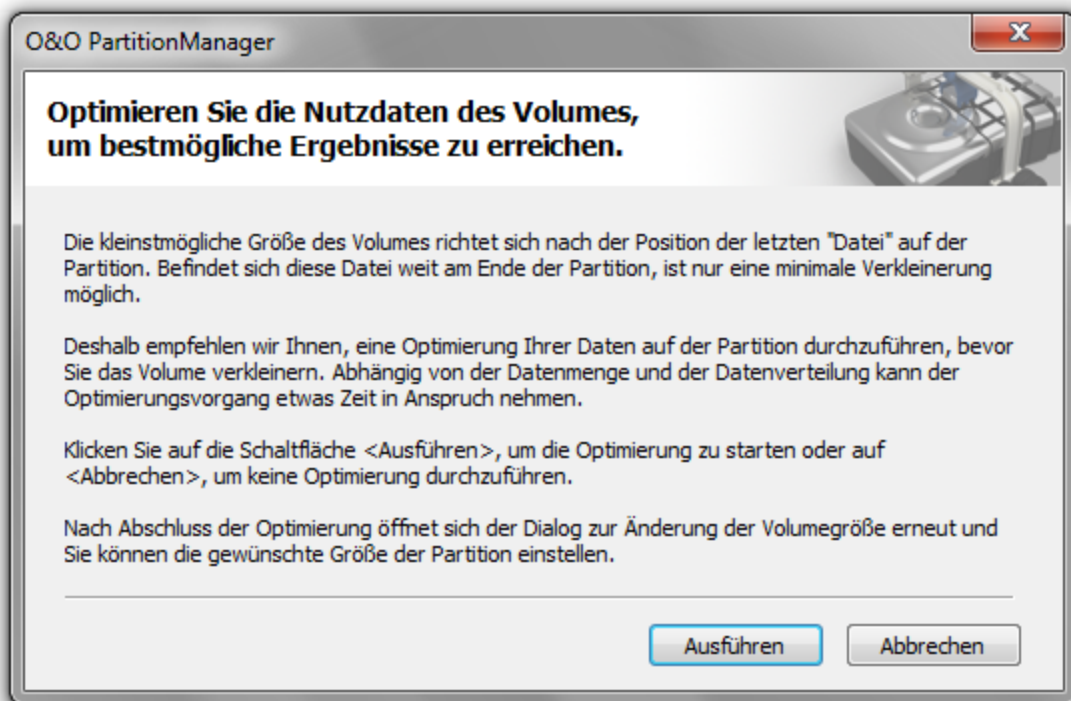 O&O PartitionManager
Optimieren Sie die Nutzdaten des Volumes,
um bestmögliche Ergebnisse zu erreichen.
Die kleinstmögliche Größe des Volumes richtet sich nach der Position der letzten "Datei" auf der
Partition. Befindet sich diese Datei weit am Ende der Partition, ist nur eine minimale Verkleinerung
möglich.
Deshalb empfehlen wir Ihnen, eine Optimierung Ihrer Daten auf der Partition durchzuführen, bevor
Sie das Volume verkleinern. Abhängig von der Datenmenge und der Datenverteilung kann der
Optimierungsvorgang etwas Zeit in Anspruch nehmen.
Klicken Sie auf die Schaltfläche <Ausführen>, um die Optimierung zu starten oder auf
<Abbrechen>, um keine Optimierung durchzuführen.
Nach Abschluss der Optimierung öffnet sich der Dialog zur Änderung der Volumegröße erneut und
Sie können die gewünschte Größe der Partition einstellen.
Ausführen
Abbrechen